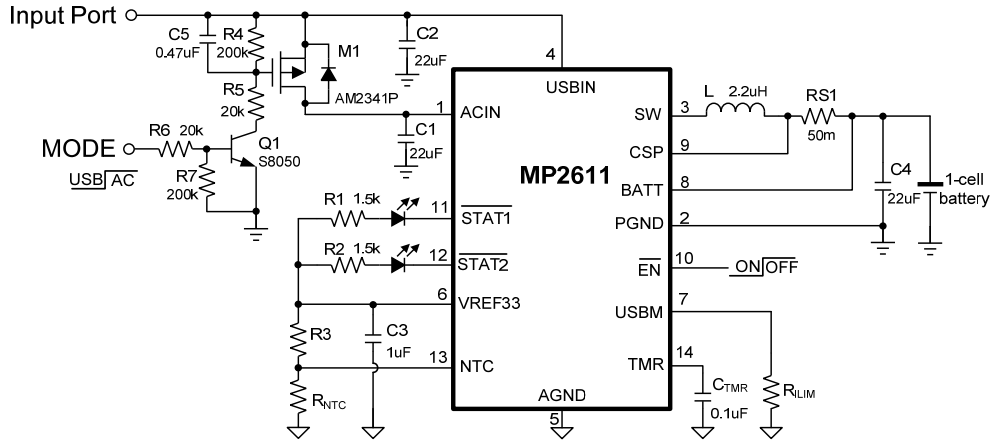 Input Port
C5
0.47uF
R4
200k
M1
AM2341P
C2
22uF
R5
20k
C1
22uF
MODE
R6 20k
Q1
S8050
USB AC
R7
200k
MP2611
4
USBIN
1 ACIN
SW 3
L 2.2uH
RS1
50m
CSP 9
BATT 8
C4
22uF
1-cell
battery
PGND 2
R1 1.5k
11 STAT1
R2 1.5k
12 STAT2
EN 10
ON OFF
6 VREF33
USBM 7
R3
C3
1uF
13 NTC
TMR 14
RNTC
AGND
5
CTMR
0.1uF
RILIM